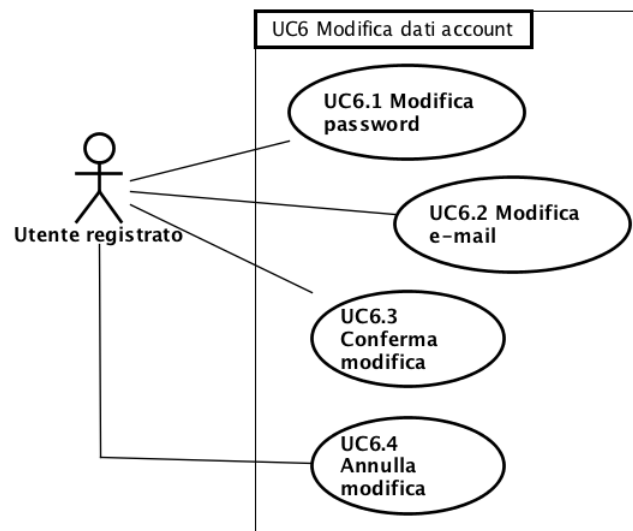 UC6 Modifica dati account
UC6.1 Modifica
password
UC6.2 Modifica
e-mail
Utente registrato
UC6.3
Conferma
modifica
UC6.4
Annulla
modifica